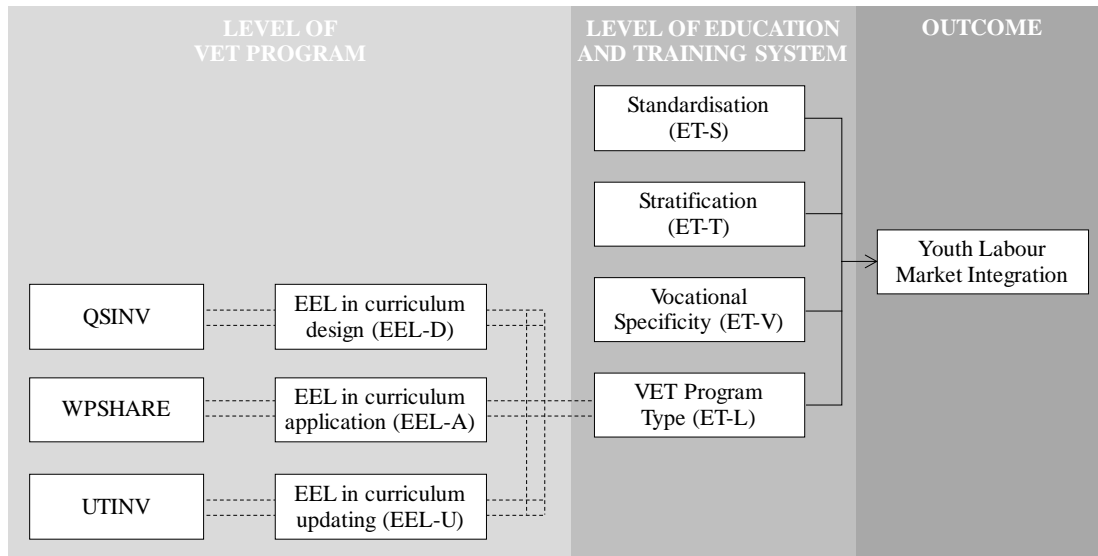 LEVEL OF
VET PROGRAM
LEVEL OF EDUCATION
AND TRAINING SYSTEM
OUTCOME
Standardisation
(ET-S)
Stratification
(ET-T)
Vocational
Specificity (ET-V)
VET Program
Type (ET-L)
Youth Labour
Market Integration
QSINV
EEL in curriculum
design (EEL-D)
WPSHARE
EEL in curriculum
application (EEL-A)
UTINV
EEL in curriculum
updating (EEL-U)